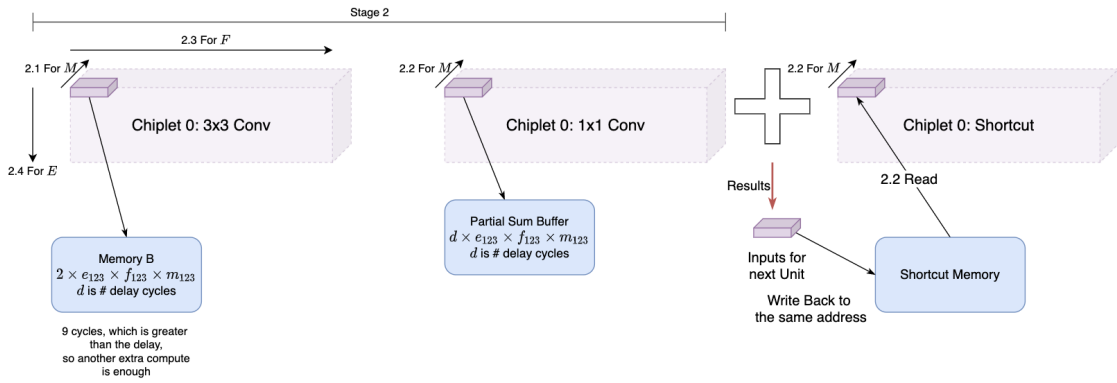 Stage 2
2.3 For F
2.1 For M
2.2 For M
2.2 For M
Chiplet 0: 3x3 Conv
Chiplet 0: 1x1 Conv
Chiplet 0: Shortcut
2.4 For E
2.2 Read
Results
Partial Sum Buffer
d × e₁₂₃ × f₁₂₃ × m₁₂₃
d is # delay cycles
Memory B
2 × e₁₂₃ × f₁₂₃ × m₁₂₃
d is # delay cycles
Inputs for
next Unit
Shortcut Memory
Write Back to
the same address
9 cycles, which is greater
than the delay,
so another extra compute
is enough